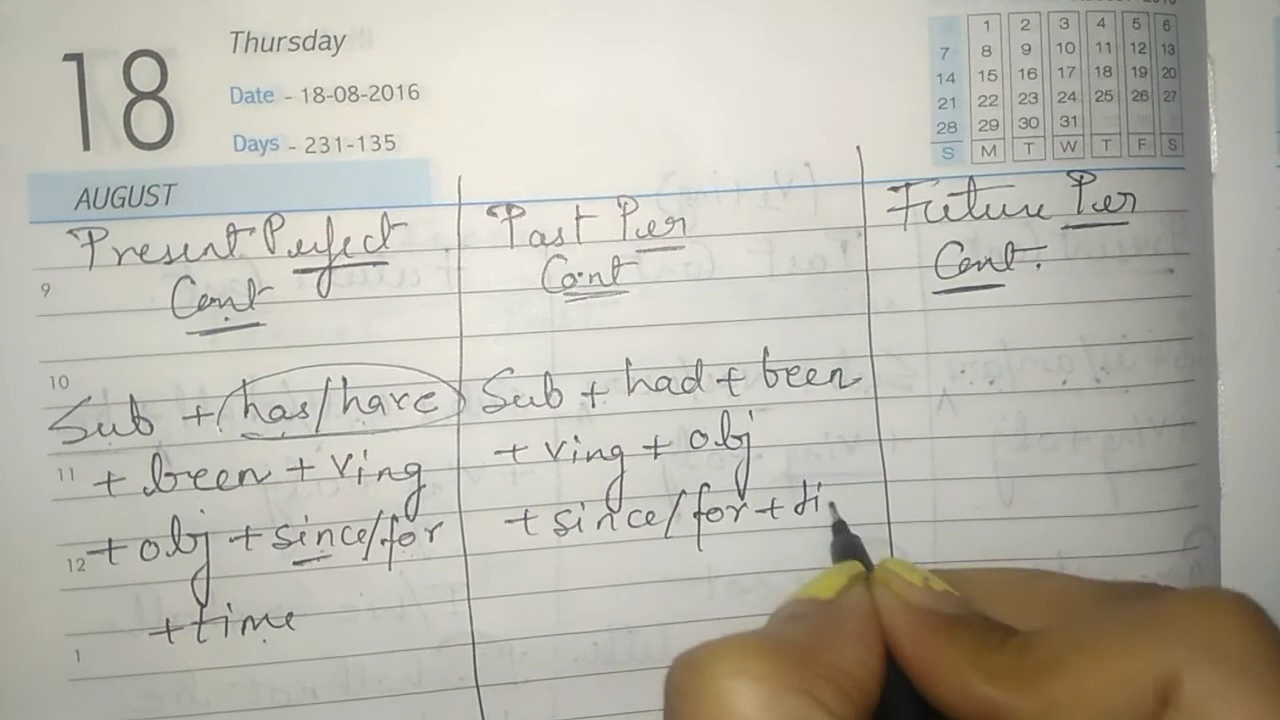 18
Thursday
Date - 18-08-2016
Days - 231-135
AUGUST
1 2 3 4 5 6
7 8 9 10 11 12 13
14 15 16 17 18 19 20
21 22 23 24 25 26 27
28 29 30 31
S M T W T F S
Present Perfect
Cont
Past Per
Cont
Future Per
Cont.
9
10
11
12
1
Sub + has/have
+ been + Ving
+ obj + since/for
+ time
Sub + had + been
+ Ving + obj
+ since/for + ti